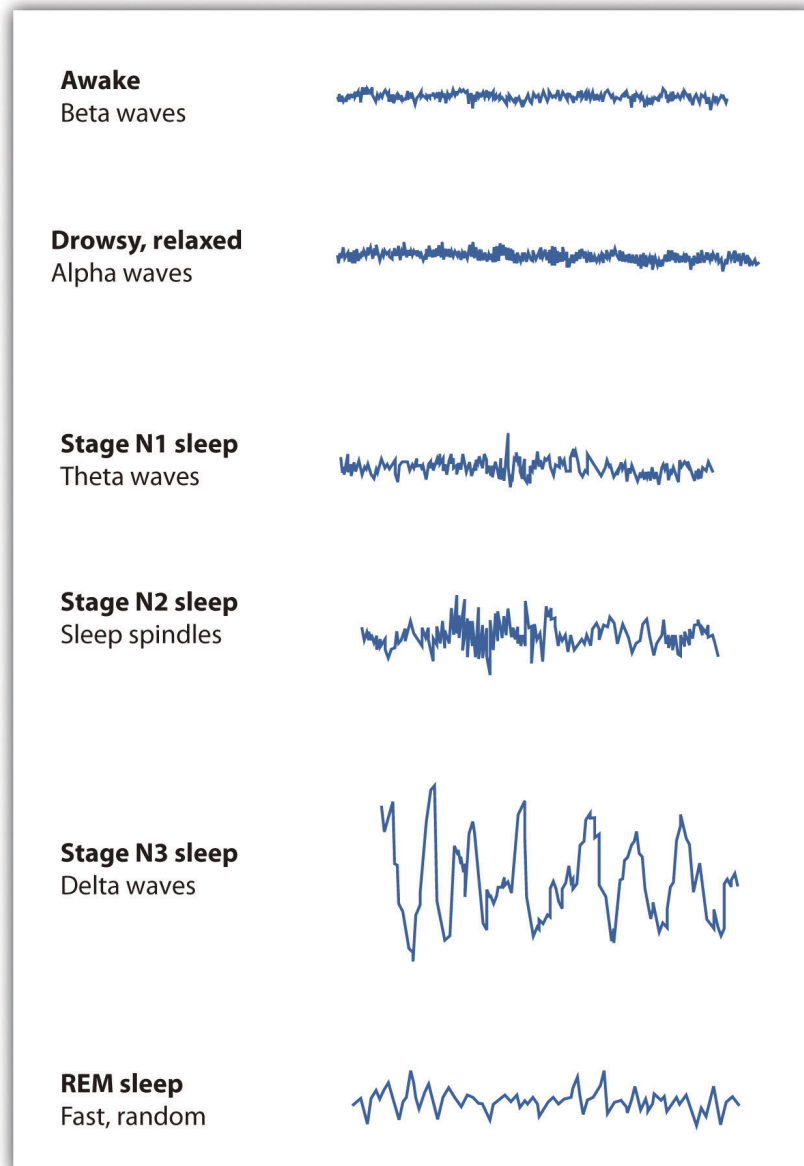 Awake
Beta waves
Drowsy, relaxed
Alpha waves
Stage N1 sleep
Theta waves
Stage N2 sleep
Sleep spindles
Stage N3 sleep
Delta waves
REM sleep
Fast, random